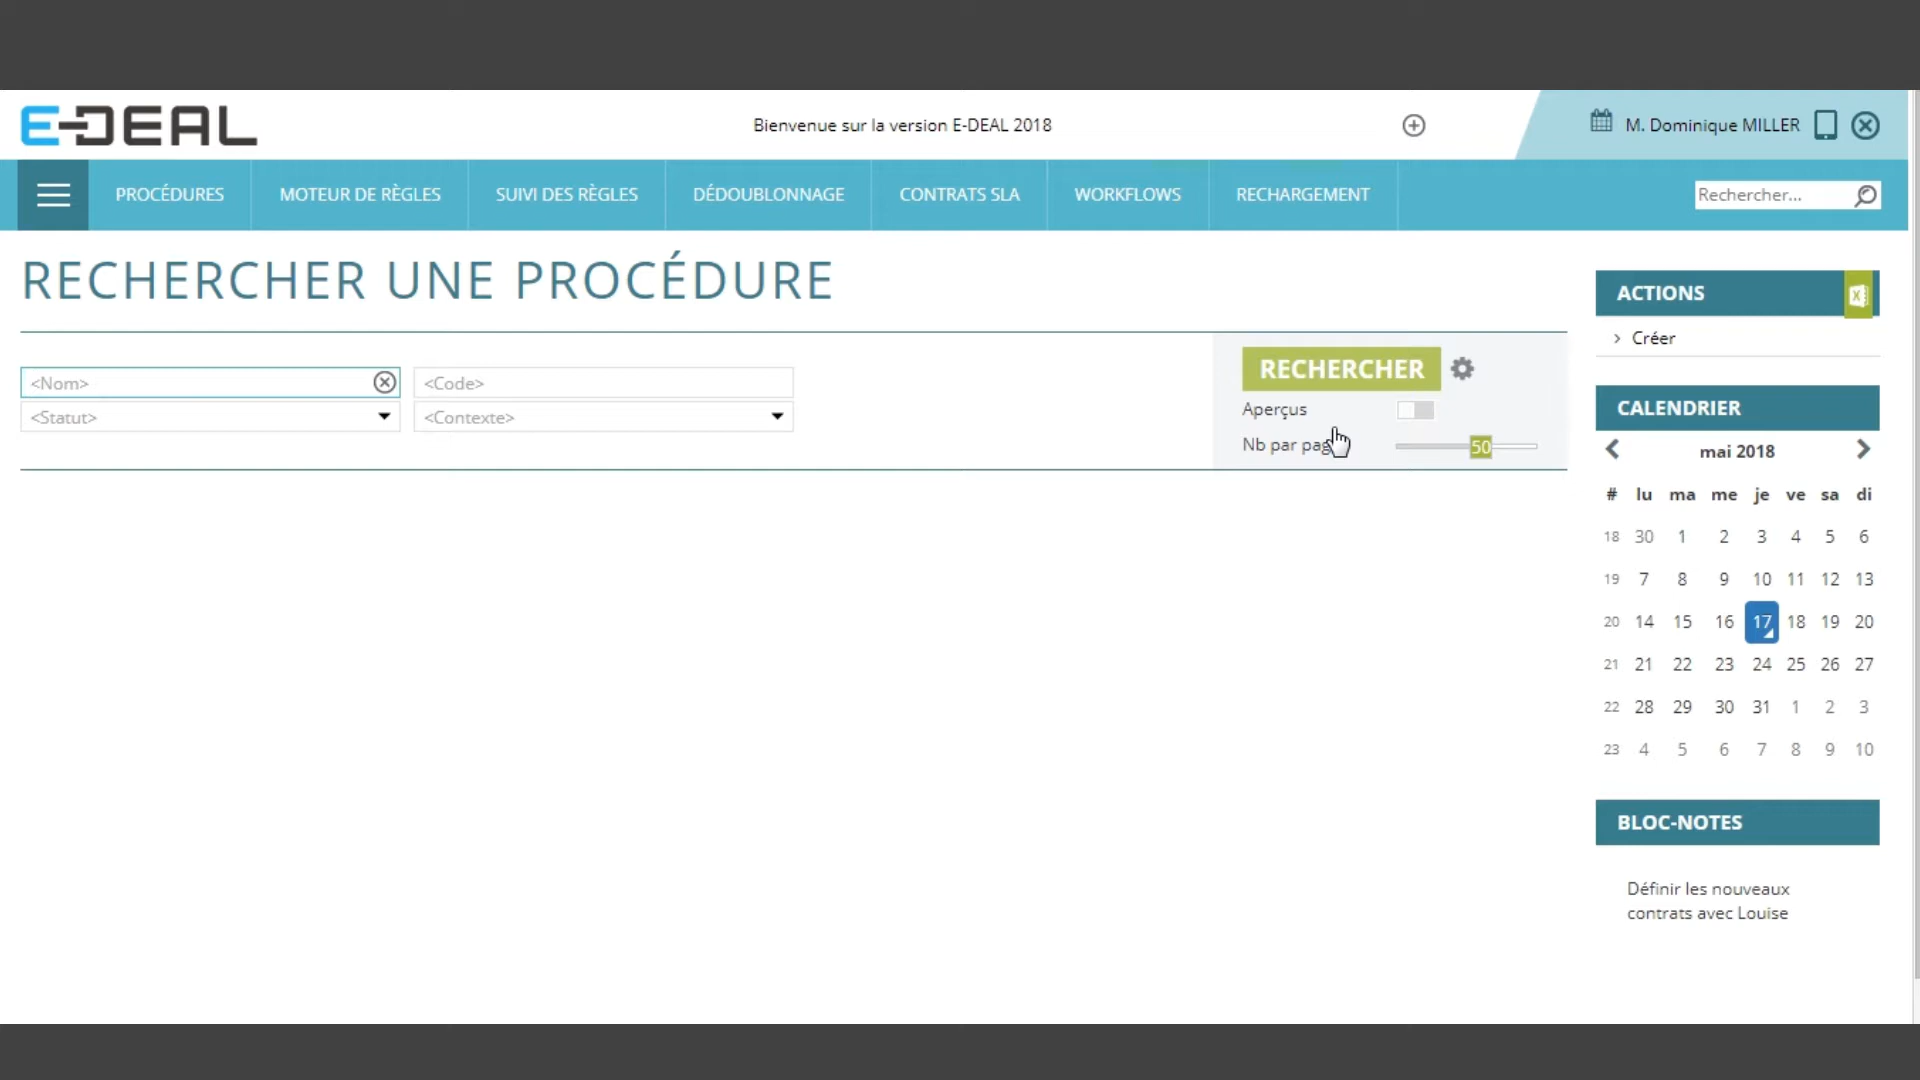 E-DEAL
Bienvenue sur la version E-DEAL 2018
M. Dominique MILLER
PROCÉDURES MOTEUR DE RÈGLES SUIVI DES RÈGLES DÉDOUBLONNAGE CONTRATS SLA WORKFLOWS RECHARGEMENT
Rechercher...
RECHERCHER UNE PROCÉDURE
<Nom> <Code>
<Statut> <Contexte>
RECHERCHER
Aperçus
Nb par pag 50
ACTIONS
Créer
CALENDRIER
mai 2018
# lu ma me je ve sa di
18 30 1 2 3 4 5 6
19 7 8 9 10 11 12 13
20 14 15 16 17 18 19 20
21 21 22 23 24 25 26 27
22 28 29 30 31 1 2 3
23 4 5 6 7 8 9 10
BLOC-NOTES
Définir les nouveaux
contrats avec Louise